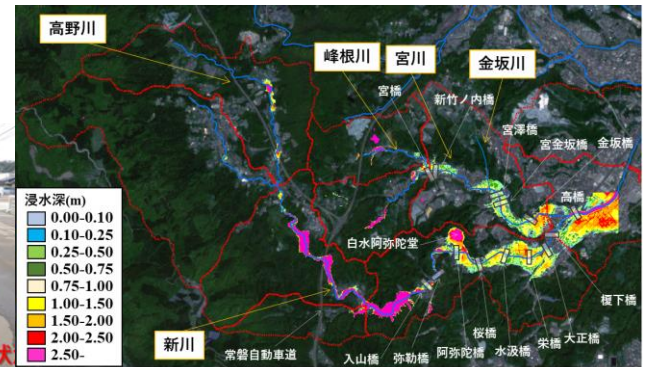 高野川
峰根川
宮川
金坂川
宮橋
新竹ノ内橋
宮澤橋
宮金坂橋
金坂橋
高橋
浸水深(m)
0.00-0.10
0.10-0.25
0.25-0.50
0.50-0.75
0.75-1.00
1.00-1.50
1.50-2.00
2.00-2.50
2.50-
白水阿弥陀堂
榎下橋
新川
常磐自動車道
入山橋
弥勒橋
阿弥陀橋
桜橋
水汲橋
栄橋
大正橋